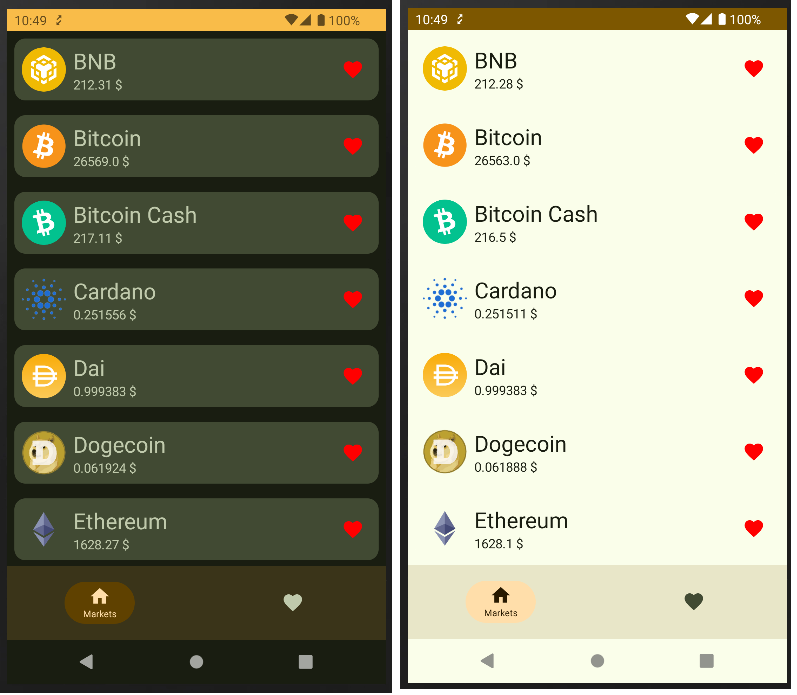 10:49
100%
BNB
212.31 $
Bitcoin
26569.0 $
Bitcoin Cash
217.11 $
Cardano
0.251556 $
Dai
0.999383 $
Dogecoin
0.061924 $
Ethereum
1628.27 $
Markets
10:49
100%
BNB
212.28 $
Bitcoin
26563.0 $
Bitcoin Cash
216.5 $
Cardano
0.251511 $
Dai
0.999383 $
Dogecoin
0.061888 $
Ethereum
1628.1 $
Markets